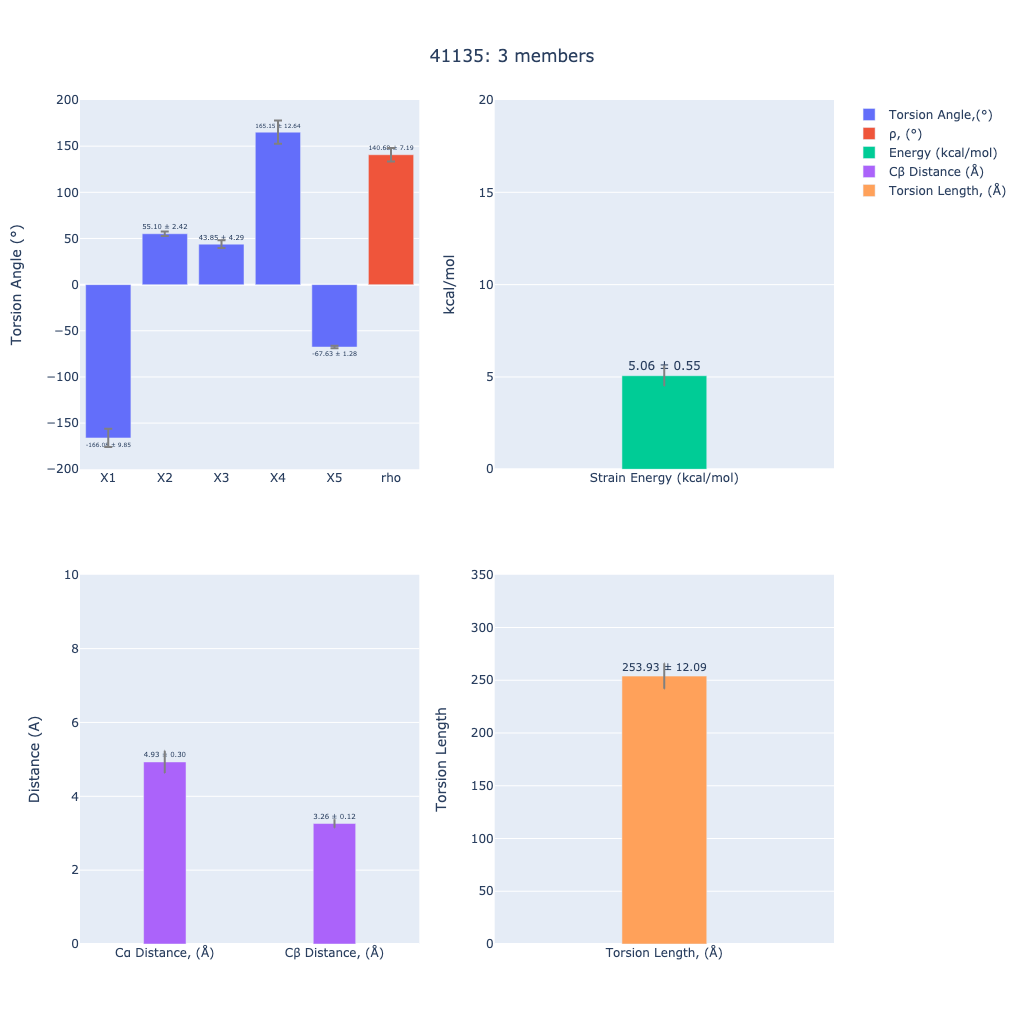 41135: 3 members
200
150
100
50
0
−50
−100
−150
−200
Torsion Angle (°)
165.15 ± 12.64
140.68 ± 7.19
55.10 ± 2.42
43.85 ± 4.29
-67.63 ± 1.28
X1
X2
X3
X4
X5
rho
20
15
10
5
0
kcal/mol
5.06 ± 0.55
Strain Energy (kcal/mol)
Torsion Angle,(°)
ρ, (°)
Energy (kcal/mol)
Cβ Distance (Å)
Torsion Length, (Å)
10
8
6
4
2
0
Distance (A)
4.93 ± 0.30
3.26 ± 0.12
Cα Distance, (Å)
Cβ Distance, (Å)
350
300
250
200
150
100
50
0
Torsion Length
253.93 ± 12.09
Torsion Length, (Å)